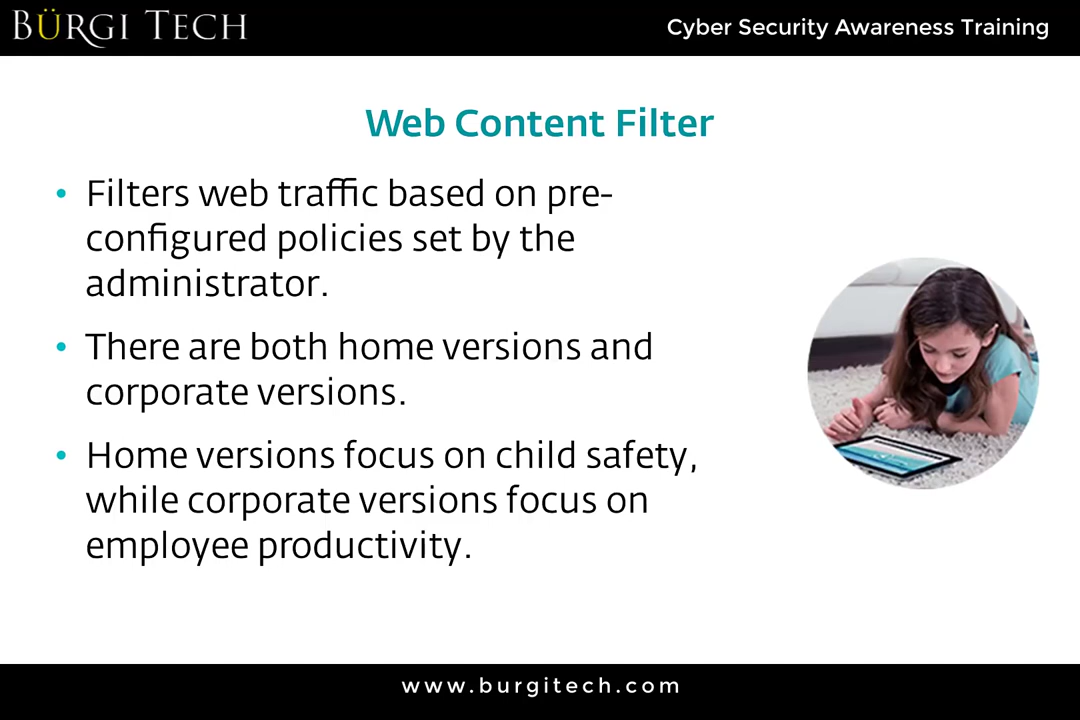 BÜRGI TECH
Cyber Security Awareness Training
Web Content Filter
• Filters web traffic based on pre-
configured policies set by the
administrator.
• There are both home versions and
corporate versions.
• Home versions focus on child safety,
while corporate versions focus on
employee productivity.
www.burgitech.com